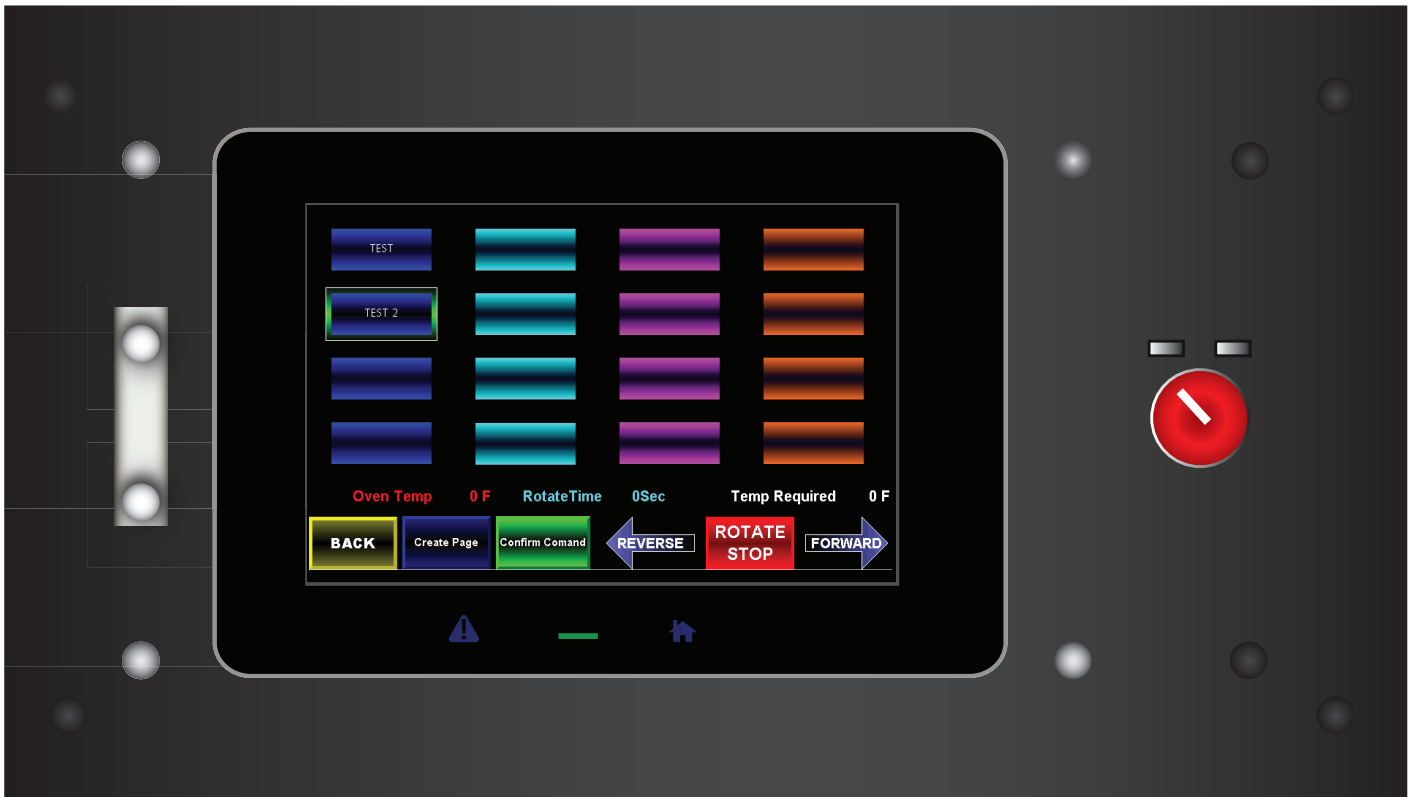 TEST
TEST 2
Oven Temp 0 F RotateTime 0Sec Temp Required 0 F
BACK Create Page Confirm Comand REVERSE ROTATE STOP FORWARD